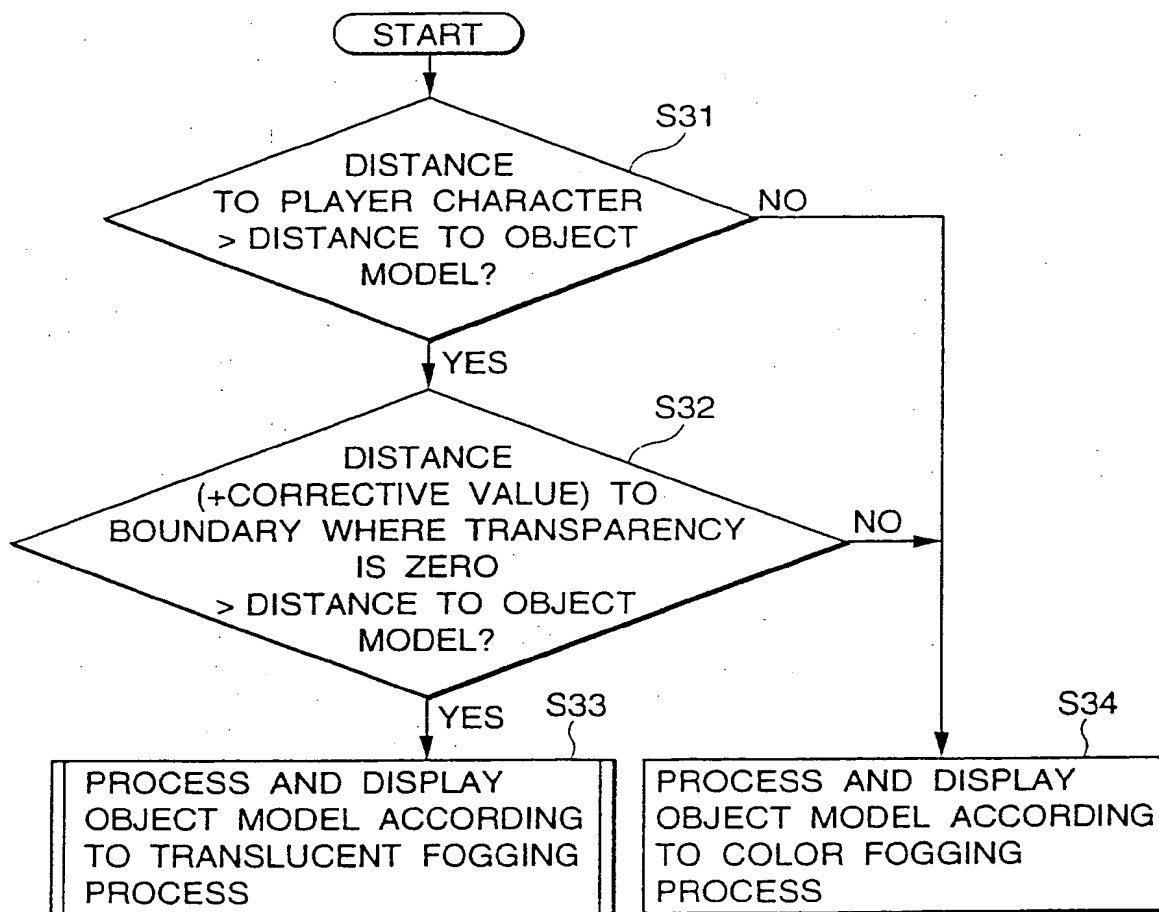 START
S31
DISTANCE
TO PLAYER CHARACTER
> DISTANCE TO OBJECT
MODEL?
NO
YES
S32
DISTANCE
(+CORRECTIVE VALUE) TO
BOUNDARY WHERE TRANSPARENCY
IS ZERO
> DISTANCE TO OBJECT
MODEL?
NO
YES
S33
PROCESS AND DISPLAY
OBJECT MODEL ACCORDING
TO TRANSLUCENT FOGGING
PROCESS
S34
PROCESS AND DISPLAY
OBJECT MODEL ACCORDING
TO COLOR FOGGING
PROCESS